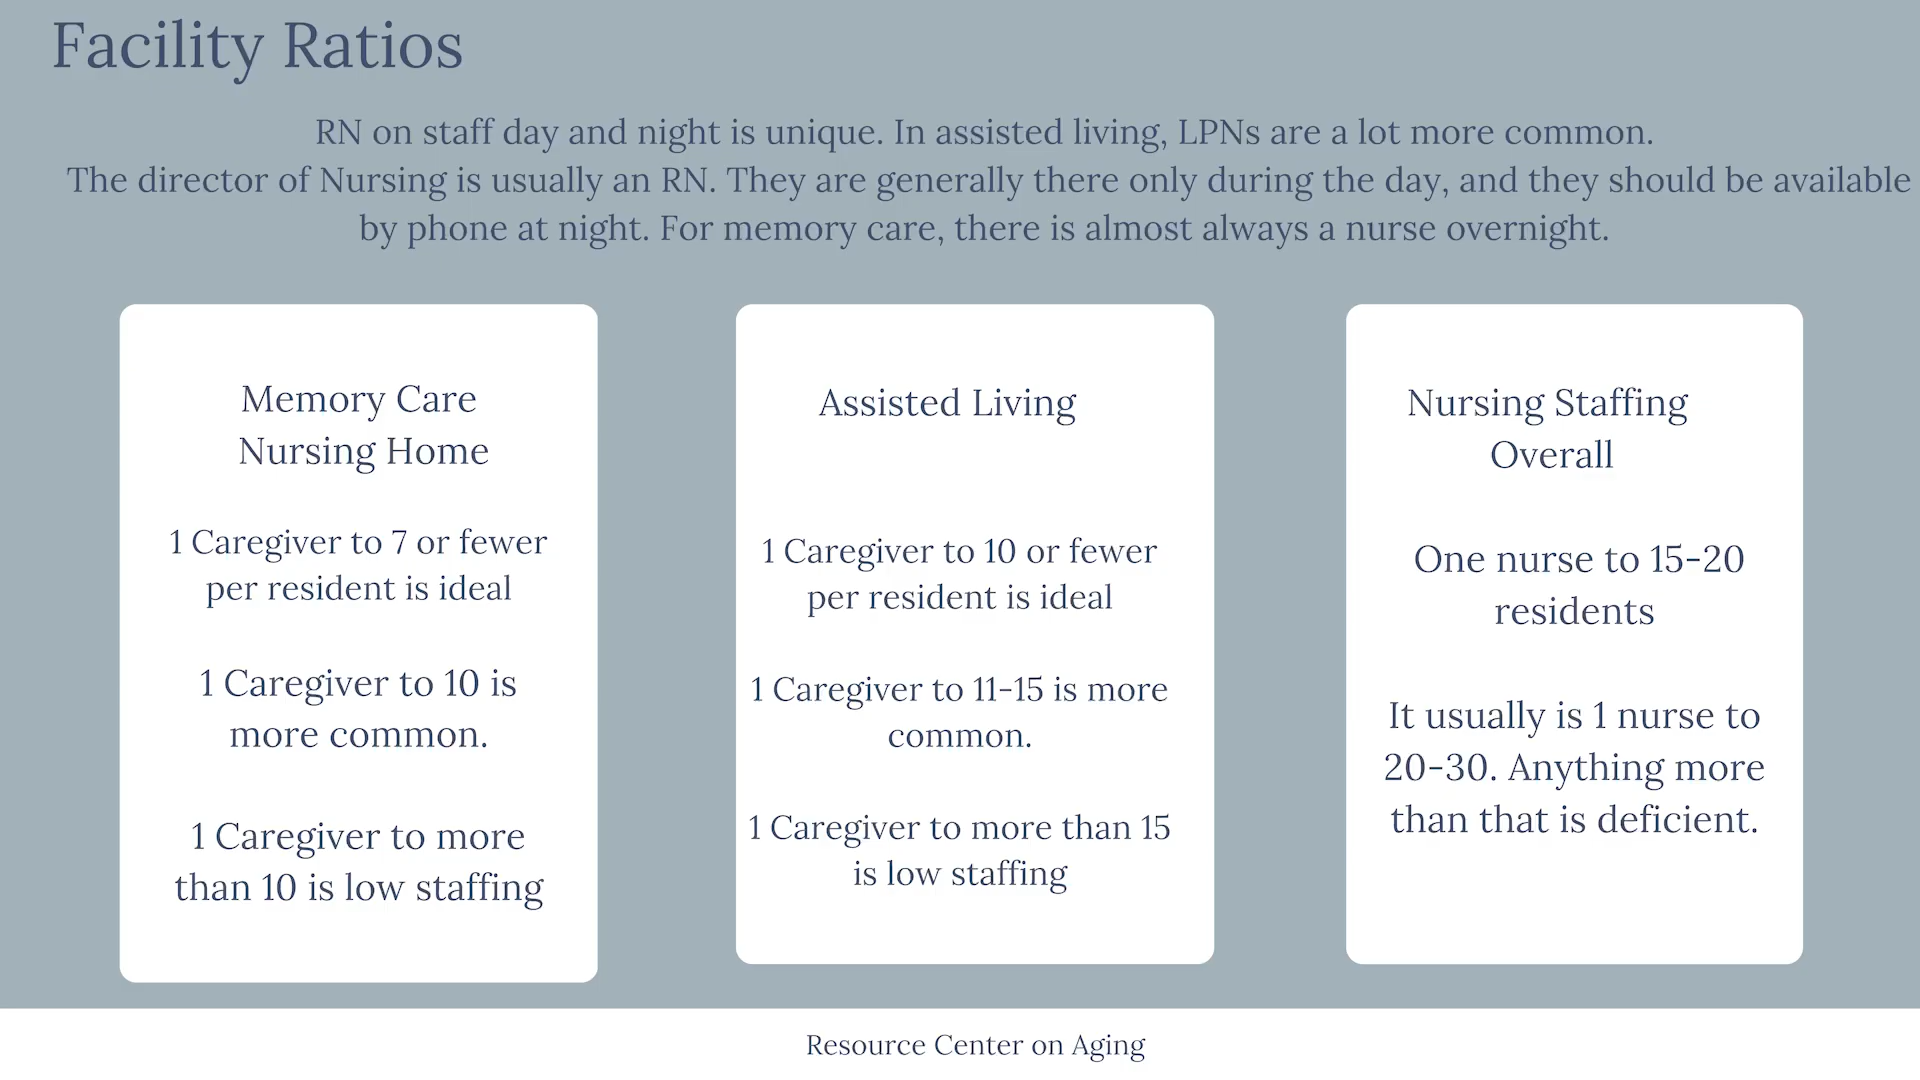 Facility Ratios
RN on staff day and night is unique. In assisted living, LPNs are a lot more common.
The director of Nursing is usually an RN. They are generally there only during the day, and they should be available
by phone at night. For memory care, there is almost always a nurse overnight.
Memory Care
Nursing Home
1 Caregiver to 7 or fewer
per resident is ideal
1 Caregiver to 10 is
more common.
1 Caregiver to more
than 10 is low staffing
Assisted Living
1 Caregiver to 10 or fewer
per resident is ideal
1 Caregiver to 11-15 is more
common.
1 Caregiver to more than 15
is low staffing
Nursing Staffing
Overall
One nurse to 15-20
residents
It usually is 1 nurse to
20-30. Anything more
than that is deficient.
Resource Center on Aging